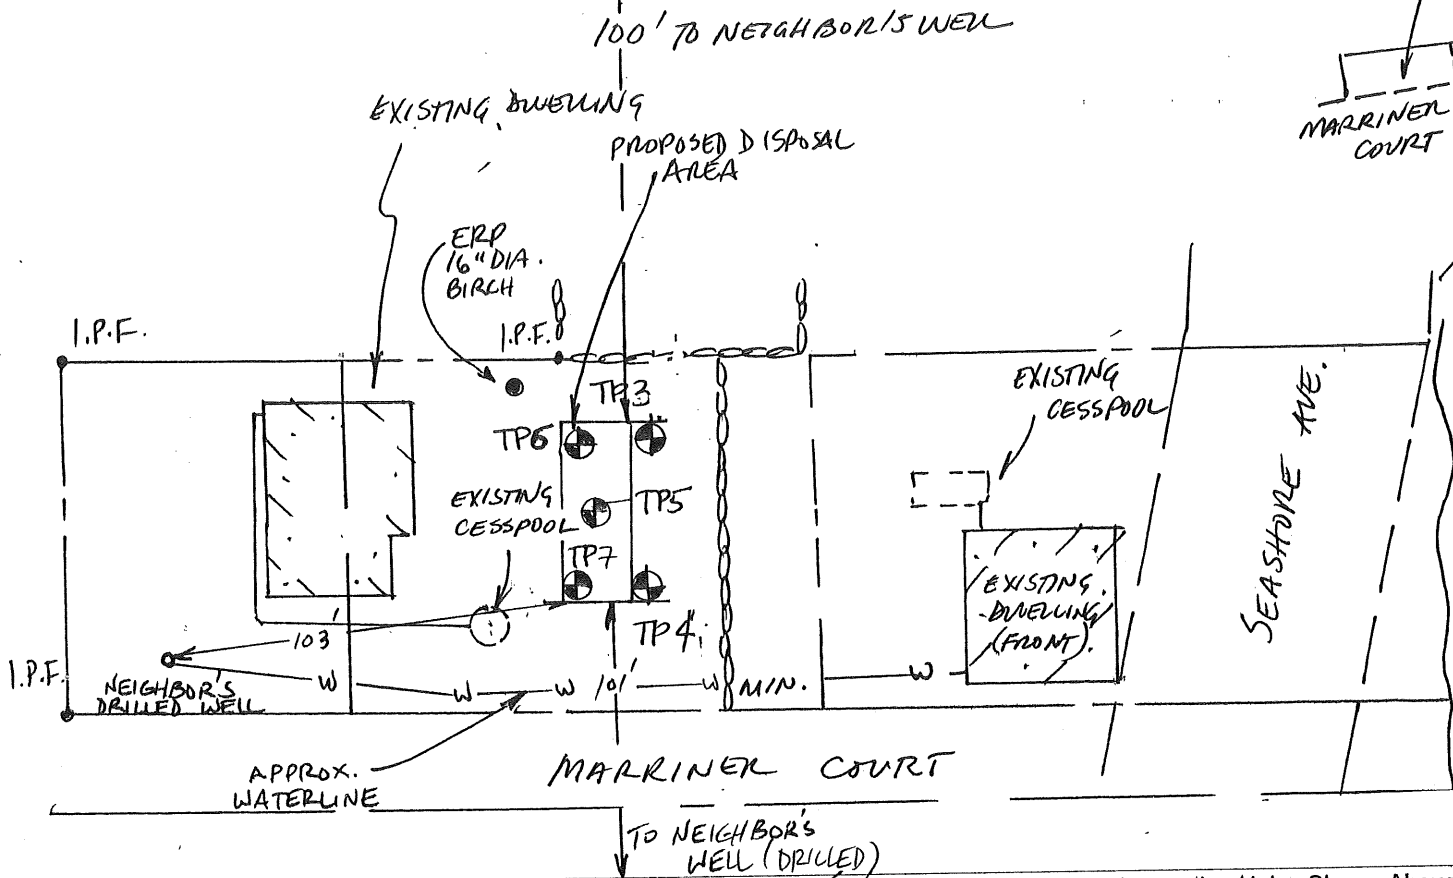 100' TO NEIGHBOR'S WELL
EXISTING DWELLING
PROPOSED DISPOSAL
AREA
MARRINER
COURT
ERP
16" DIA.
BIRCH
I.P.F.
I.P.F.
TP3
TP6
EXISTING
CESSPOOL
TP5
EXISTING
CESSPOOL
TP7
SEASHORE AVE.
EXISTING
DWELLING
(FRONT).
103'
TP4
I.P.F.
NEIGHBOR'S
DRILLED WELL
W W W 101' W MIN. W
APPROX.
WATERLINE
MARRINER COURT
TO NEIGHBOR'S
WELL (DRILLED)